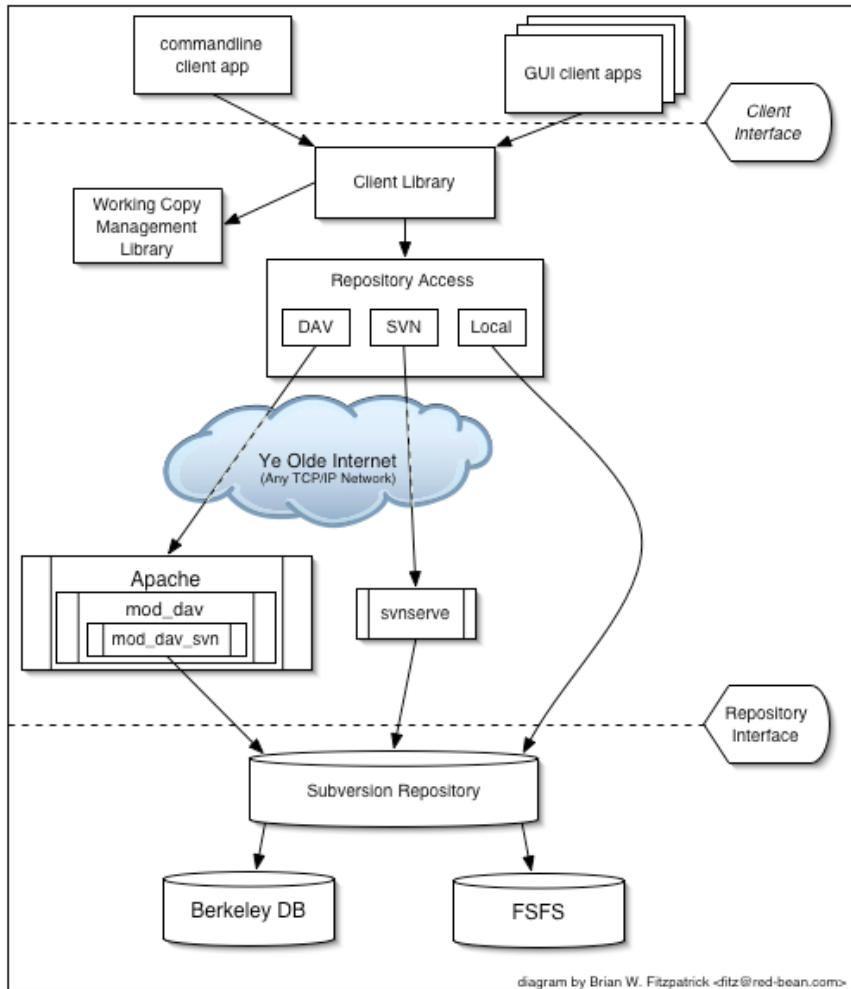 commandline
client app
GUI client apps
Client
Interface
Client Library
Working Copy
Management
Library
Repository Access
DAV
SVN
Local
Ye Olde Internet
(Any TCP/IP Network)
Apache
mod_dav
mod_dav_svn
svnserve
Repository
Interface
Subversion Repository
Berkeley DB
FSFS
diagram by Brian W. Fitzpatrick <fitz@red-bean.com>